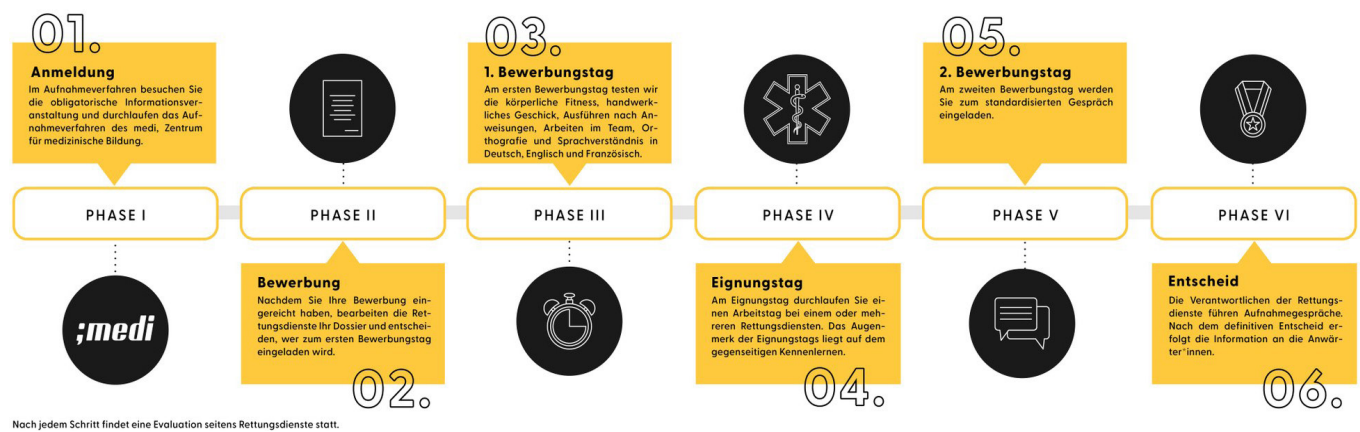 01.
Anmeldung
Im Aufnahmeverfahren besuchen Sie
die obligatorische Informationsver-
anstaltung und durchlaufen das Auf-
nahmeverfahren des medi, Zentrum
für medizinische Bildung.
PHASE I
;medi
PHASE II
Bewerbung
Nachdem Sie Ihre Bewerbung ein-
gereicht haben, bearbeiten die Ret-
tungsdienste Ihr Dossier und entschei-
den, wer zum ersten Bewerbungstag
eingeladen wird.
02.
03.
1. Bewerbungstag
Am ersten Bewerbungstag testen wir
die körperliche Fitness, handwerk-
liches Geschick, Ausführen nach An-
weisungen, Arbeiten im Team, Or-
thografie und Sprachverständnis in
Deutsch, Englisch und Französisch.
PHASE III
PHASE IV
Eignungstag
Am Eignungstag durchlaufen Sie ei-
nen Arbeitstag bei einem oder meh-
reren Rettungsdiensten. Das Augen-
merk der Eignungstags liegt auf dem
gegenseitigen Kennenlernen.
04.
05.
2. Bewerbungstag
Am zweiten Bewerbungstag werden
Sie zum standardisierten Gespräch
eingeladen.
PHASE V
PHASE VI
Entscheid
Die Verantwortlichen der Rettungs-
dienste führen Aufnahmegespräche.
Nach dem definitiven Entscheid er-
folgt die Information an die Anwär-
ter*innen.
06.
Nach jedem Schritt findet eine Evaluation seitens Rettungsdienste statt.